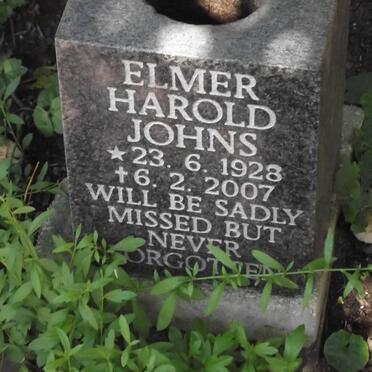 ELMER
HAROLD
JOHNS
★ 23. 6. 1928
✝ 6. 2. 2007
WILL BE SADLY
MISSED BUT
NEVER
FORGOTTEN